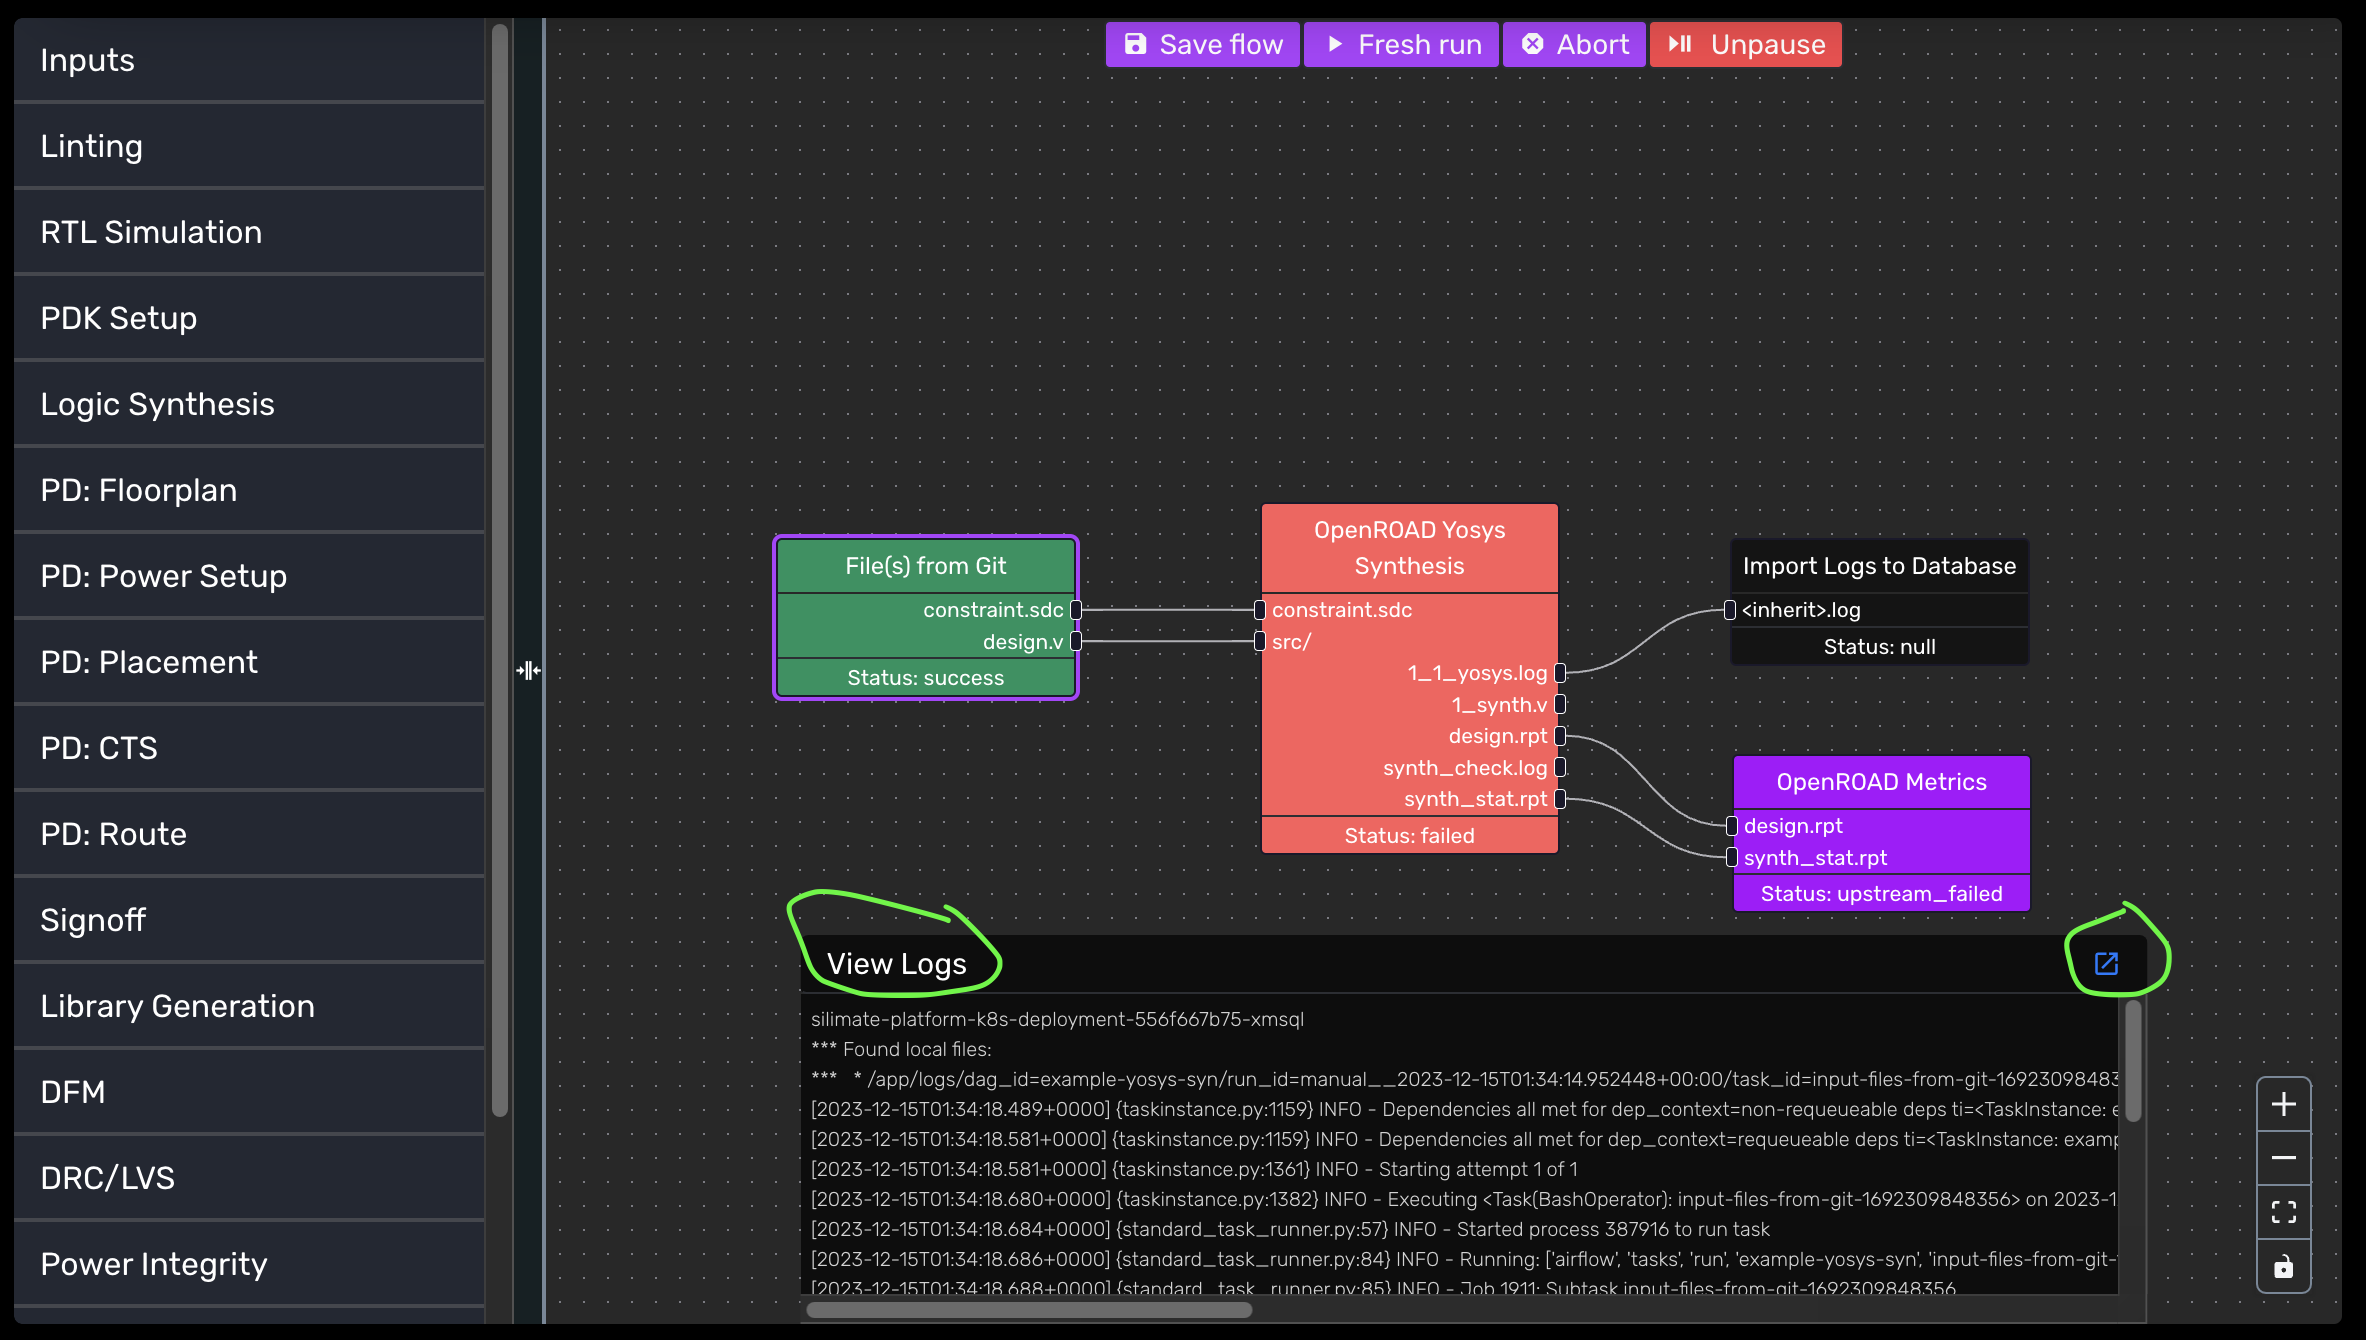 Save flow
Fresh run
Abort
Unpause
Inputs
Linting
RTL Simulation
PDK Setup
Logic Synthesis
PD: Floorplan
PD: Power Setup
PD: Placement
PD: CTS
PD: Route
Signoff
Library Generation
DFM
DRC/LVS
Power Integrity
File(s) from Git
constraint.sdc
design.v
Status: success
OpenROAD Yosys
Synthesis
constraint.sdc
src/
1_1_yosys.log
1_synth.v
design.rpt
synth_check.log
synth_stat.rpt
Status: failed
Import Logs to Database
<inherit>.log
Status: null
OpenROAD Metrics
design.rpt
synth_stat.rpt
Status: upstream_failed
View Logs
silimate-platform-k8s-deployment-556f667b75-xmsql
*** Found local files:
*** * /app/logs/dag_id=example-yosys-syn/run_id=manual__2023-12-15T01:34:14.952448+00:00/task_id=input-files-from-git-16923098483
[2023-12-15T01:34:18.489+0000] {taskinstance.py:1159} INFO - Dependencies all met for dep_context=non-requeueable deps ti=<TaskInstance: e
[2023-12-15T01:34:18.581+0000] {taskinstance.py:1159} INFO - Dependencies all met for dep_context=requeueable deps ti=<TaskInstance: examp
[2023-12-15T01:34:18.581+0000] {taskinstance.py:1361} INFO - Starting attempt 1 of 1
[2023-12-15T01:34:18.680+0000] {taskinstance.py:1382} INFO - Executing <Task(BashOperator): input-files-from-git-1692309848356> on 2023-1
[2023-12-15T01:34:18.684+0000] {standard_task_runner.py:57} INFO - Started process 387916 to run task
[2023-12-15T01:34:18.686+0000] {standard_task_runner.py:84} INFO - Running: ['airflow', 'tasks', 'run', 'example-yosys-syn', 'input-files-from-git-
[2023-12-15T01:34:18.688+0000] {standard_task_runner.py:85} INFO - Job 1911: Subtask input-files-from-git-1692309848356